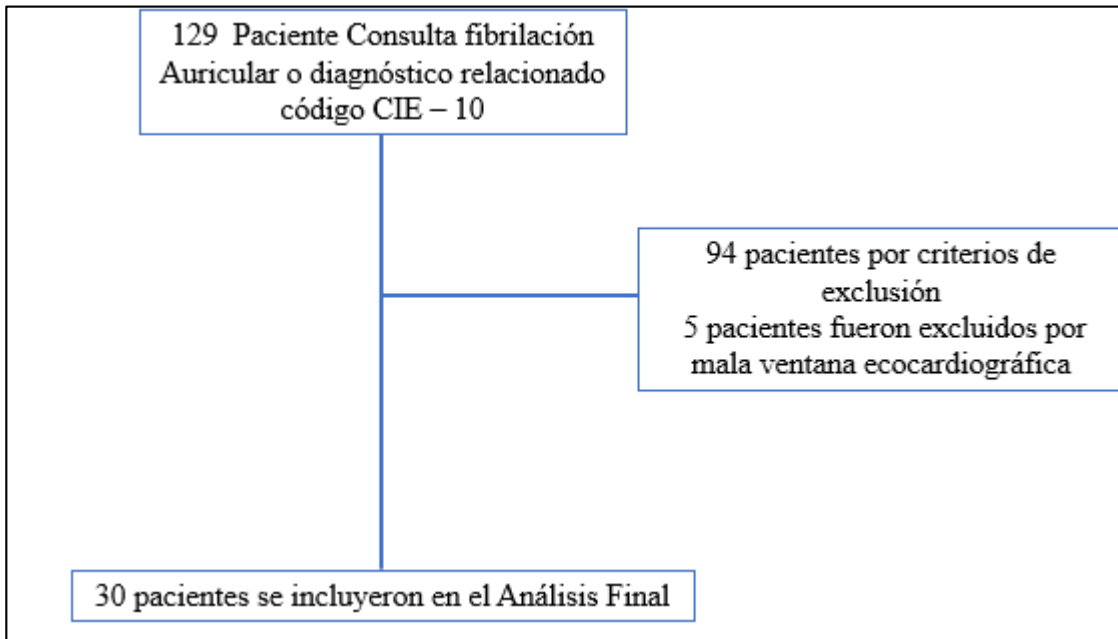 129 Paciente Consulta fibrilación
Auricular o diagnóstico relacionado
código CIE – 10
94 pacientes por criterios de
exclusión
5 pacientes fueron excluidos por
mala ventana ecocardiográfica
30 pacientes se incluyeron en el Análisis Final